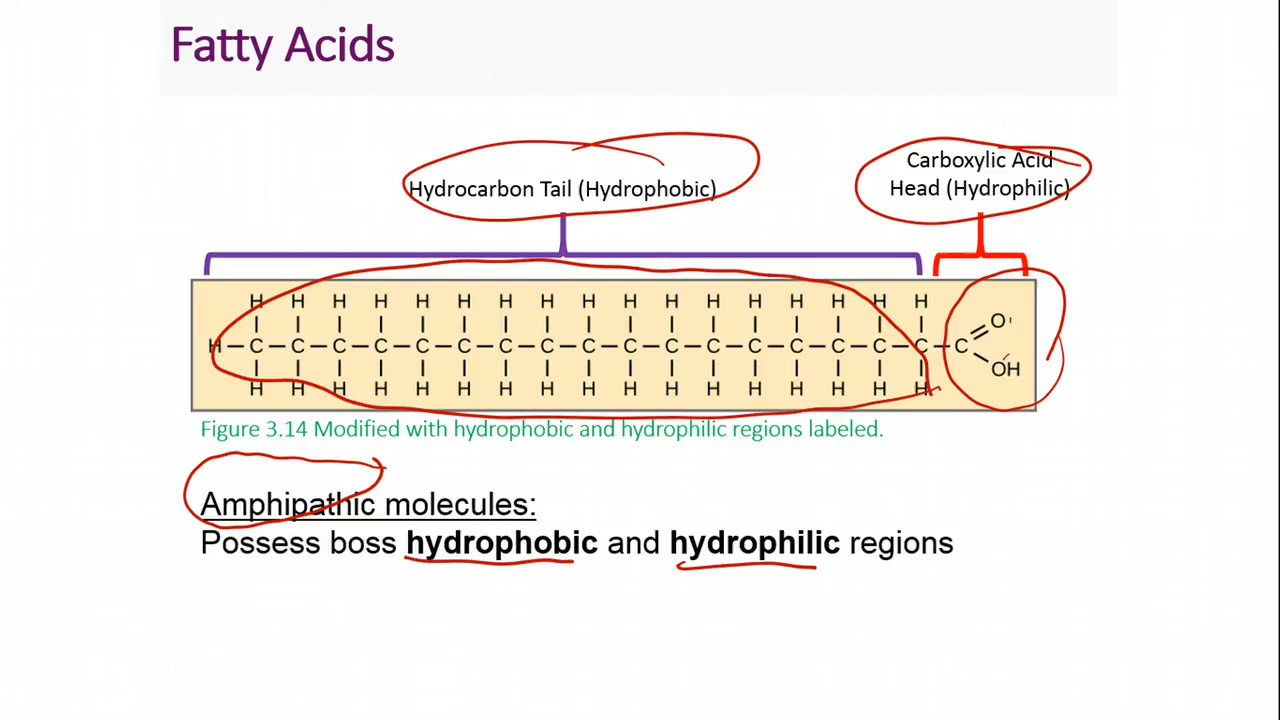 Fatty Acids
Hydrocarbon Tail (Hydrophobic)
Carboxylic Acid
Head (Hydrophilic)
H H H H H H H H H H H H H H H H H
O
H — C — C — C — C — C — C — C — C — C — C — C — C — C — C — C — C — C — C
OH
H H H H H H H H H H H H H H H H H
Figure 3.14 Modified with hydrophobic and hydrophilic regions labeled.
Amphipathic molecules:
Possess boss hydrophobic and hydrophilic regions